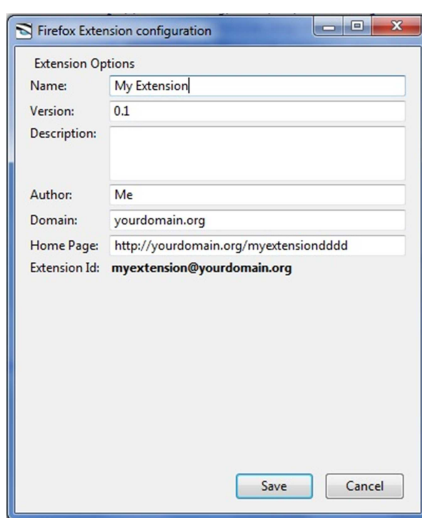 Firefox Extension configuration
Extension Options
Name: My Extension
Version: 0.1
Description:
Author: Me
Domain: yourdomain.org
Home Page: http://yourdomain.org/myextensiondddd
Extension Id: myextension@yourdomain.org
Save Cancel